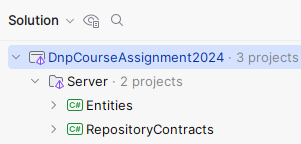 Solution
DnpCourseAssignment2024 · 3 projects
Server · 2 projects
C# Entities
C# RepositoryContracts